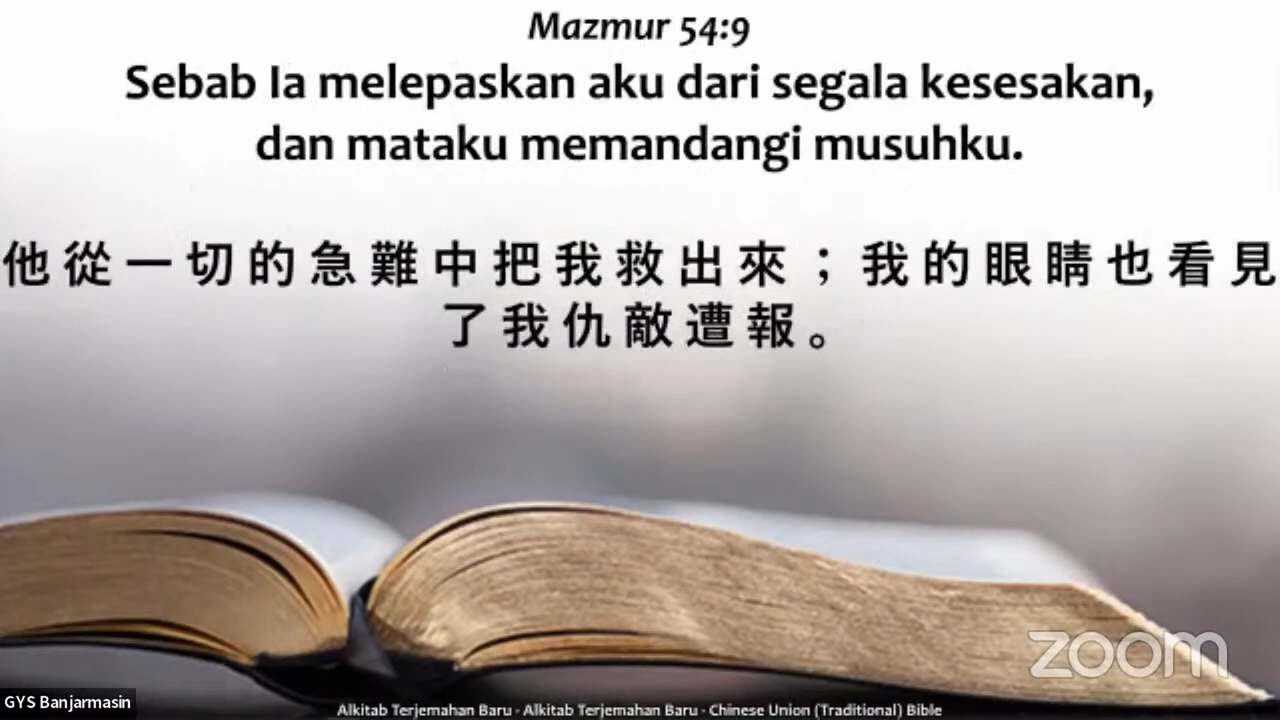 Mazmur 54:9
Sebab Ia melepaskan aku dari segala kesesakan,
dan mataku memandangi musuhku.
他從一切的急難中把我救出來；我的眼睛也看見
了我仇敵遭報。
zoom
GYS Banjarmasin
Alkitab Terjemahan Baru - Alkitab Terjemahan Baru - Chinese Union (Traditional) Bible